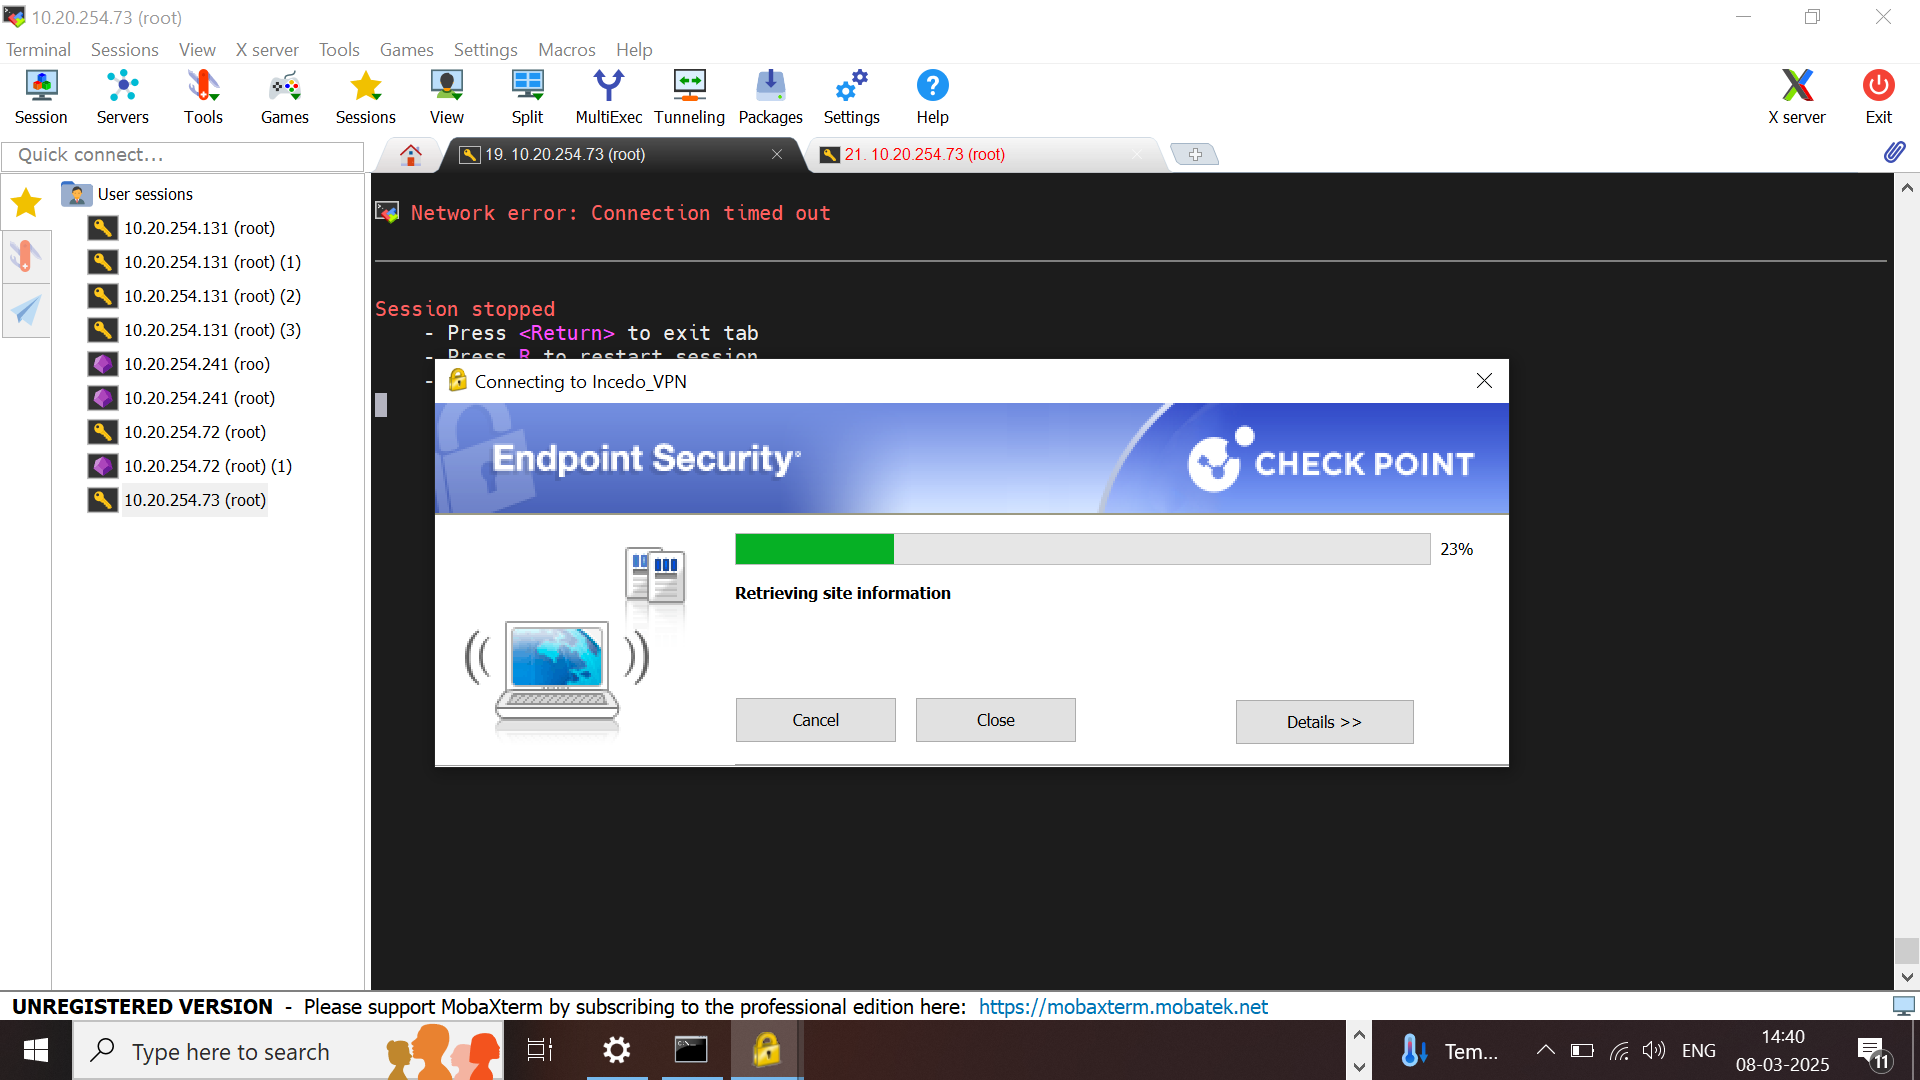 10.20.254.73 (root)
Terminal Sessions View X server Tools Games Settings Macros Help
Session Servers Tools Games Sessions View Split MultiExec Tunneling Packages Settings Help X server Exit
Quick connect...
19. 10.20.254.73 (root)
21. 10.20.254.73 (root)
User sessions
10.20.254.131 (root)
10.20.254.131 (root) (1)
10.20.254.131 (root) (2)
10.20.254.131 (root) (3)
10.20.254.241 (roo)
10.20.254.241 (root)
10.20.254.72 (root)
10.20.254.72 (root) (1)
10.20.254.73 (root)
Network error: Connection timed out
Session stopped
- Press <Return> to exit tab
- Press R to restart session
-
Connecting to Incedo_VPN
Endpoint Security
CHECK POINT
23%
Retrieving site information
Cancel Close Details >>
UNREGISTERED VERSION - Please support MobaXterm by subscribing to the professional edition here: https://mobaxterm.mobatek.net
Type here to search
Tem...
ENG
14:40
08-03-2025
11